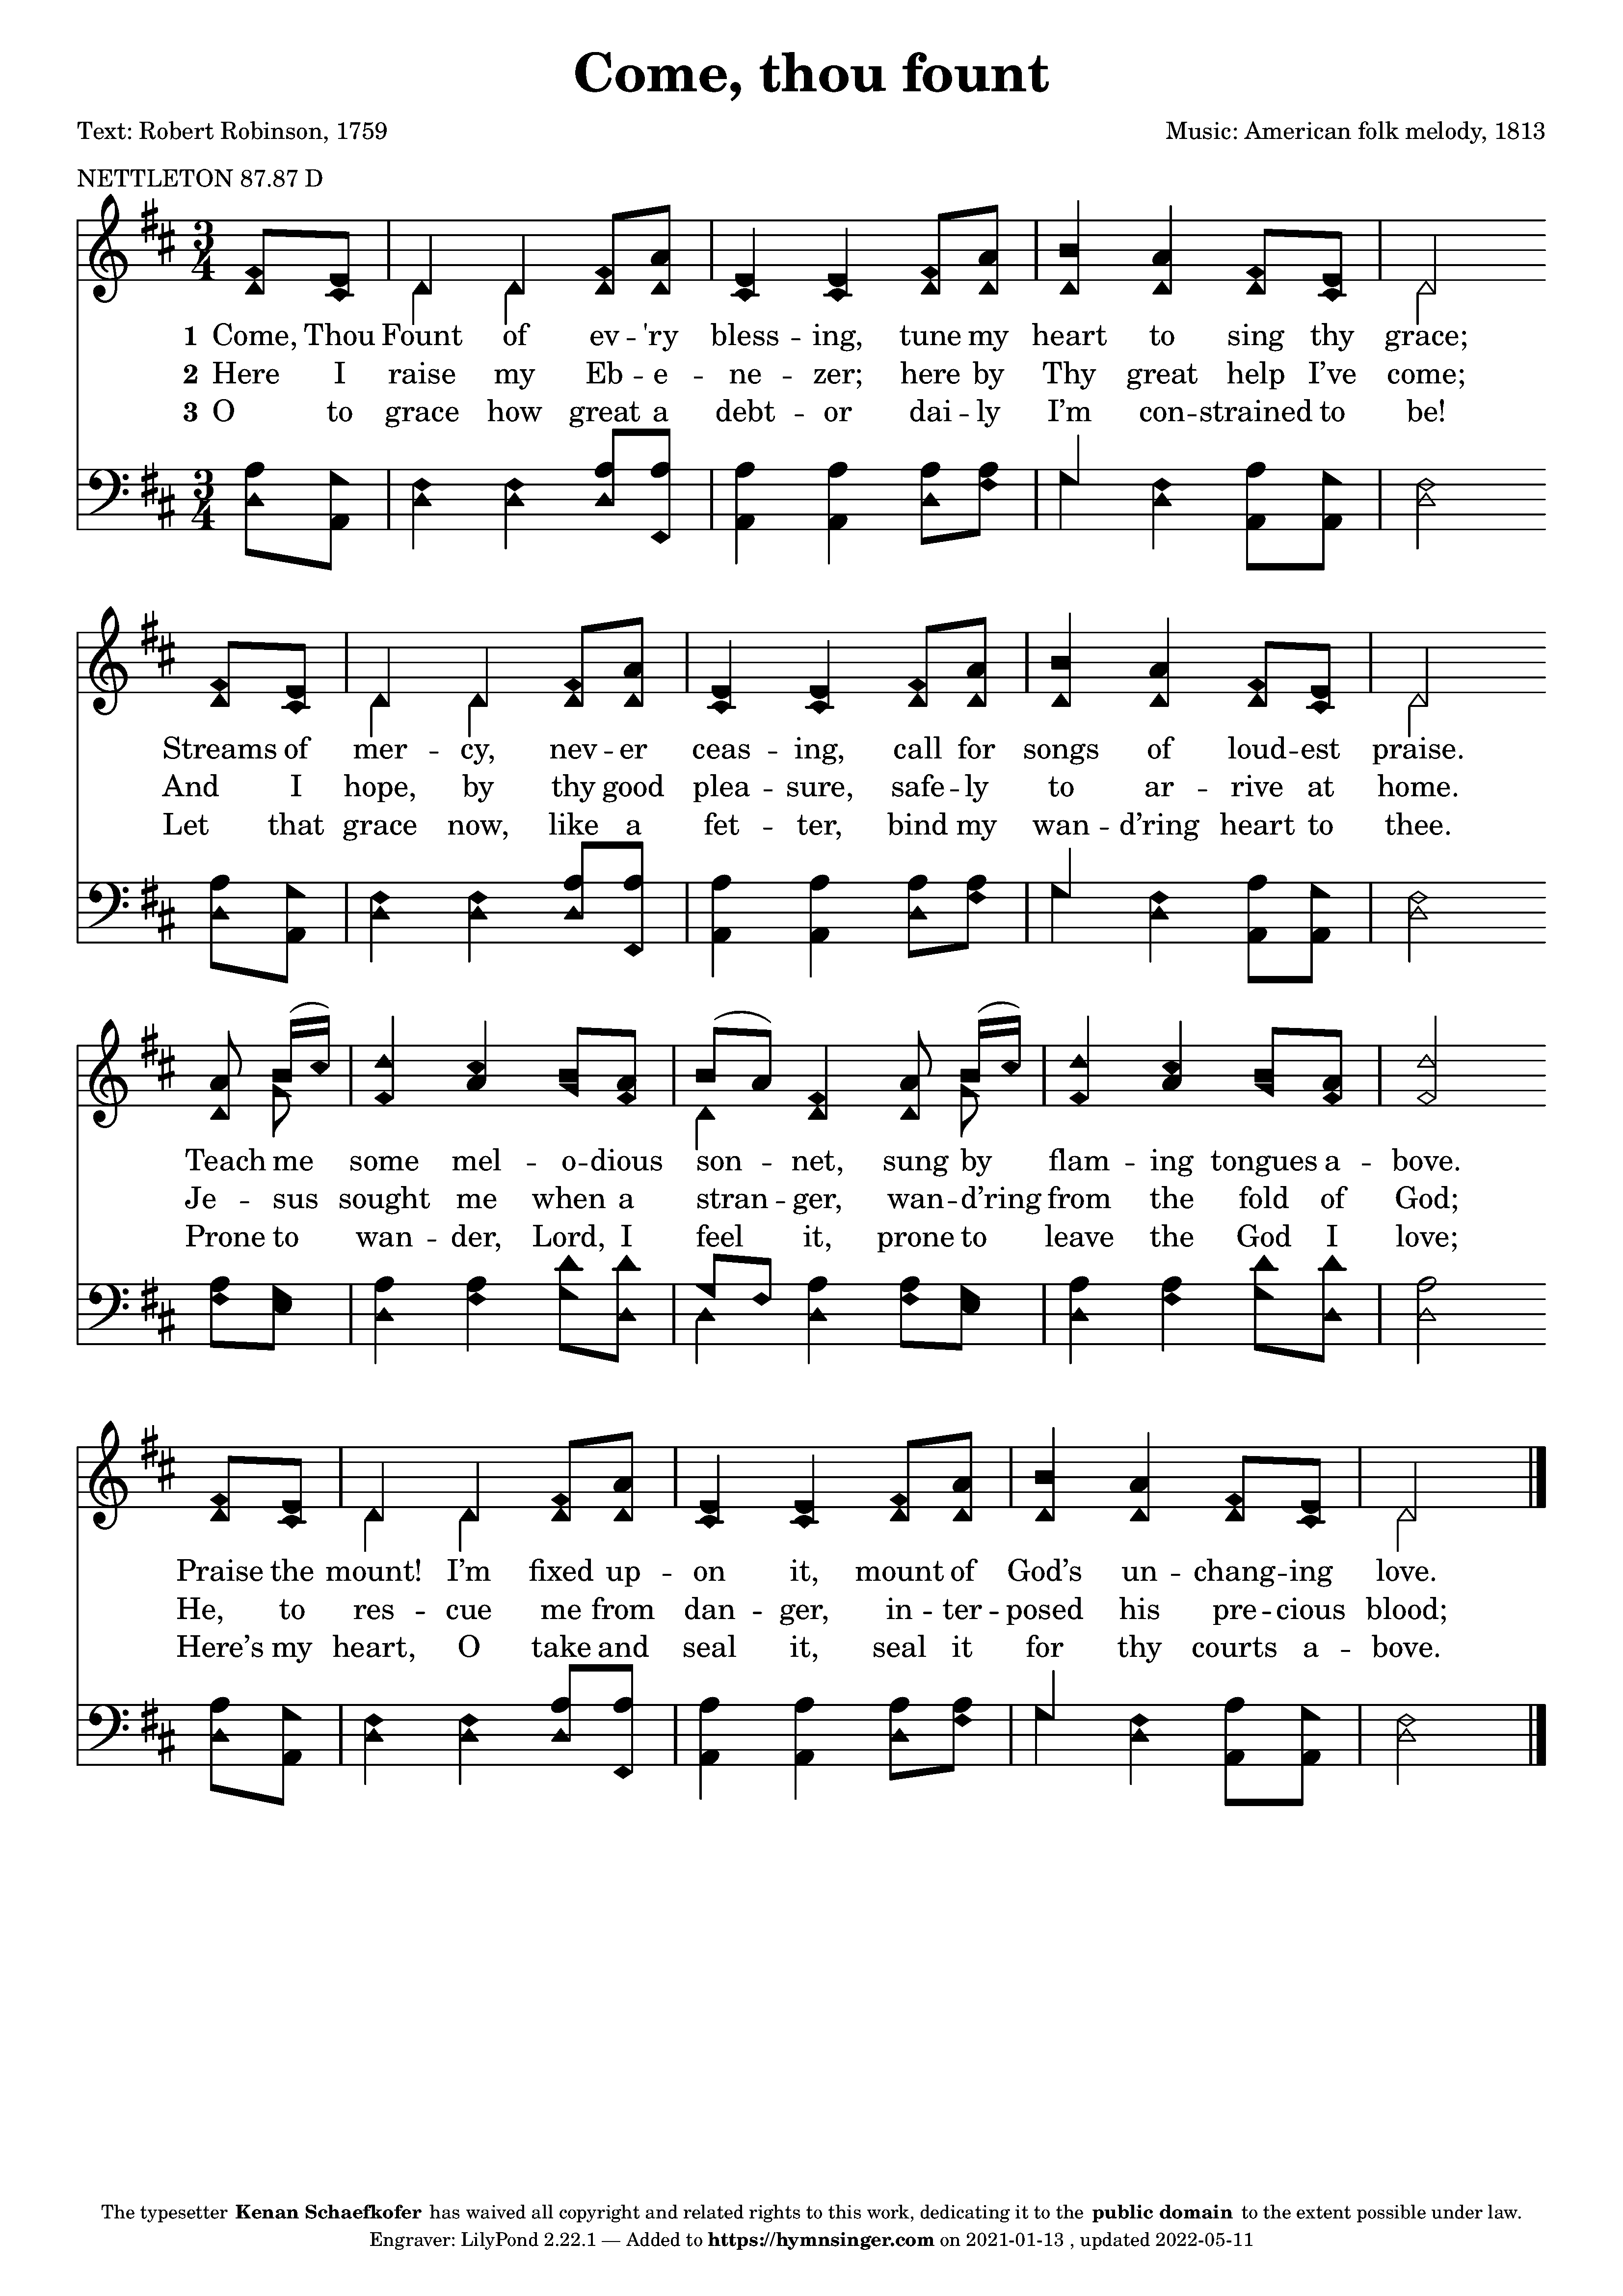 Come, thou fount
Text: Robert Robinson, 1759
Music: American folk melody, 1813
NETTLETON 87.87 D
3
4
1 Come, Thou Fount of ev -- 'ry bless -- ing, tune my heart to sing thy grace;
2 Here I raise my Eb -- e -- ne -- zer; here by Thy great help I’ve come;
3 O to grace how great a debt -- or dai -- ly I’m con -- strained to be!
3
4
Streams of mer -- cy, nev -- er ceas -- ing, call for songs of loud -- est praise.
And I hope, by thy good plea -- sure, safe -- ly to ar -- rive at home.
Let that grace now, like a fet -- ter, bind my wan -- d’ring heart to thee.
Teach me some mel -- o -- dious son -- net, sung by flam -- ing tongues a -- bove.
Je -- sus sought me when a stran -- ger, wan -- d’ring from the fold of God;
Prone to wan -- der, Lord, I feel it, prone to leave the God I love;
Praise the mount! I’m fixed up -- on it, mount of God’s un -- chang -- ing love.
He, to res -- cue me from dan -- ger, in -- ter -- posed his pre -- cious blood;
Here’s my heart, O take and seal it, seal it for thy courts a -- bove.
The typesetter Kenan Schaefkofer has waived all copyright and related rights to this work, dedicating it to the public domain to the extent possible under law.
Engraver: LilyPond 2.22.1 — Added to https://hymnsinger.com on 2021-01-13 , updated 2022-05-11